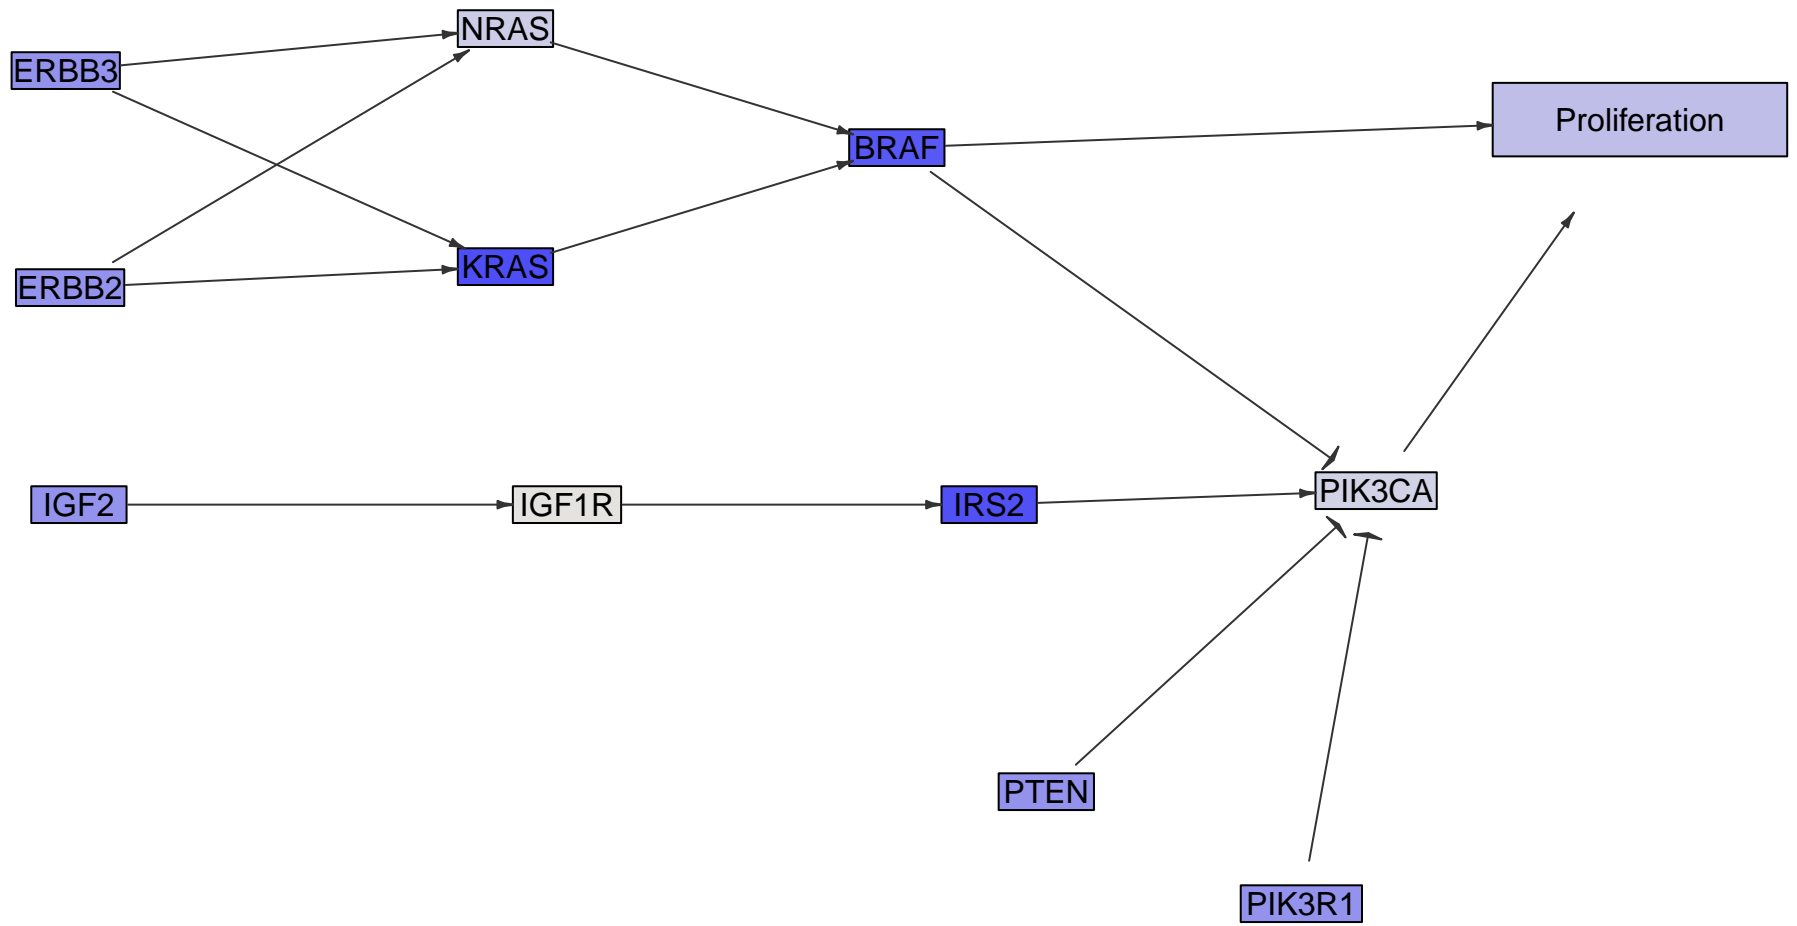 NRAS
ERBB3
Proliferation
BRAF
KRAS
ERBB2
PIK3CA
IGF2
IGF1R
IRS2
PTEN
PIK3R1